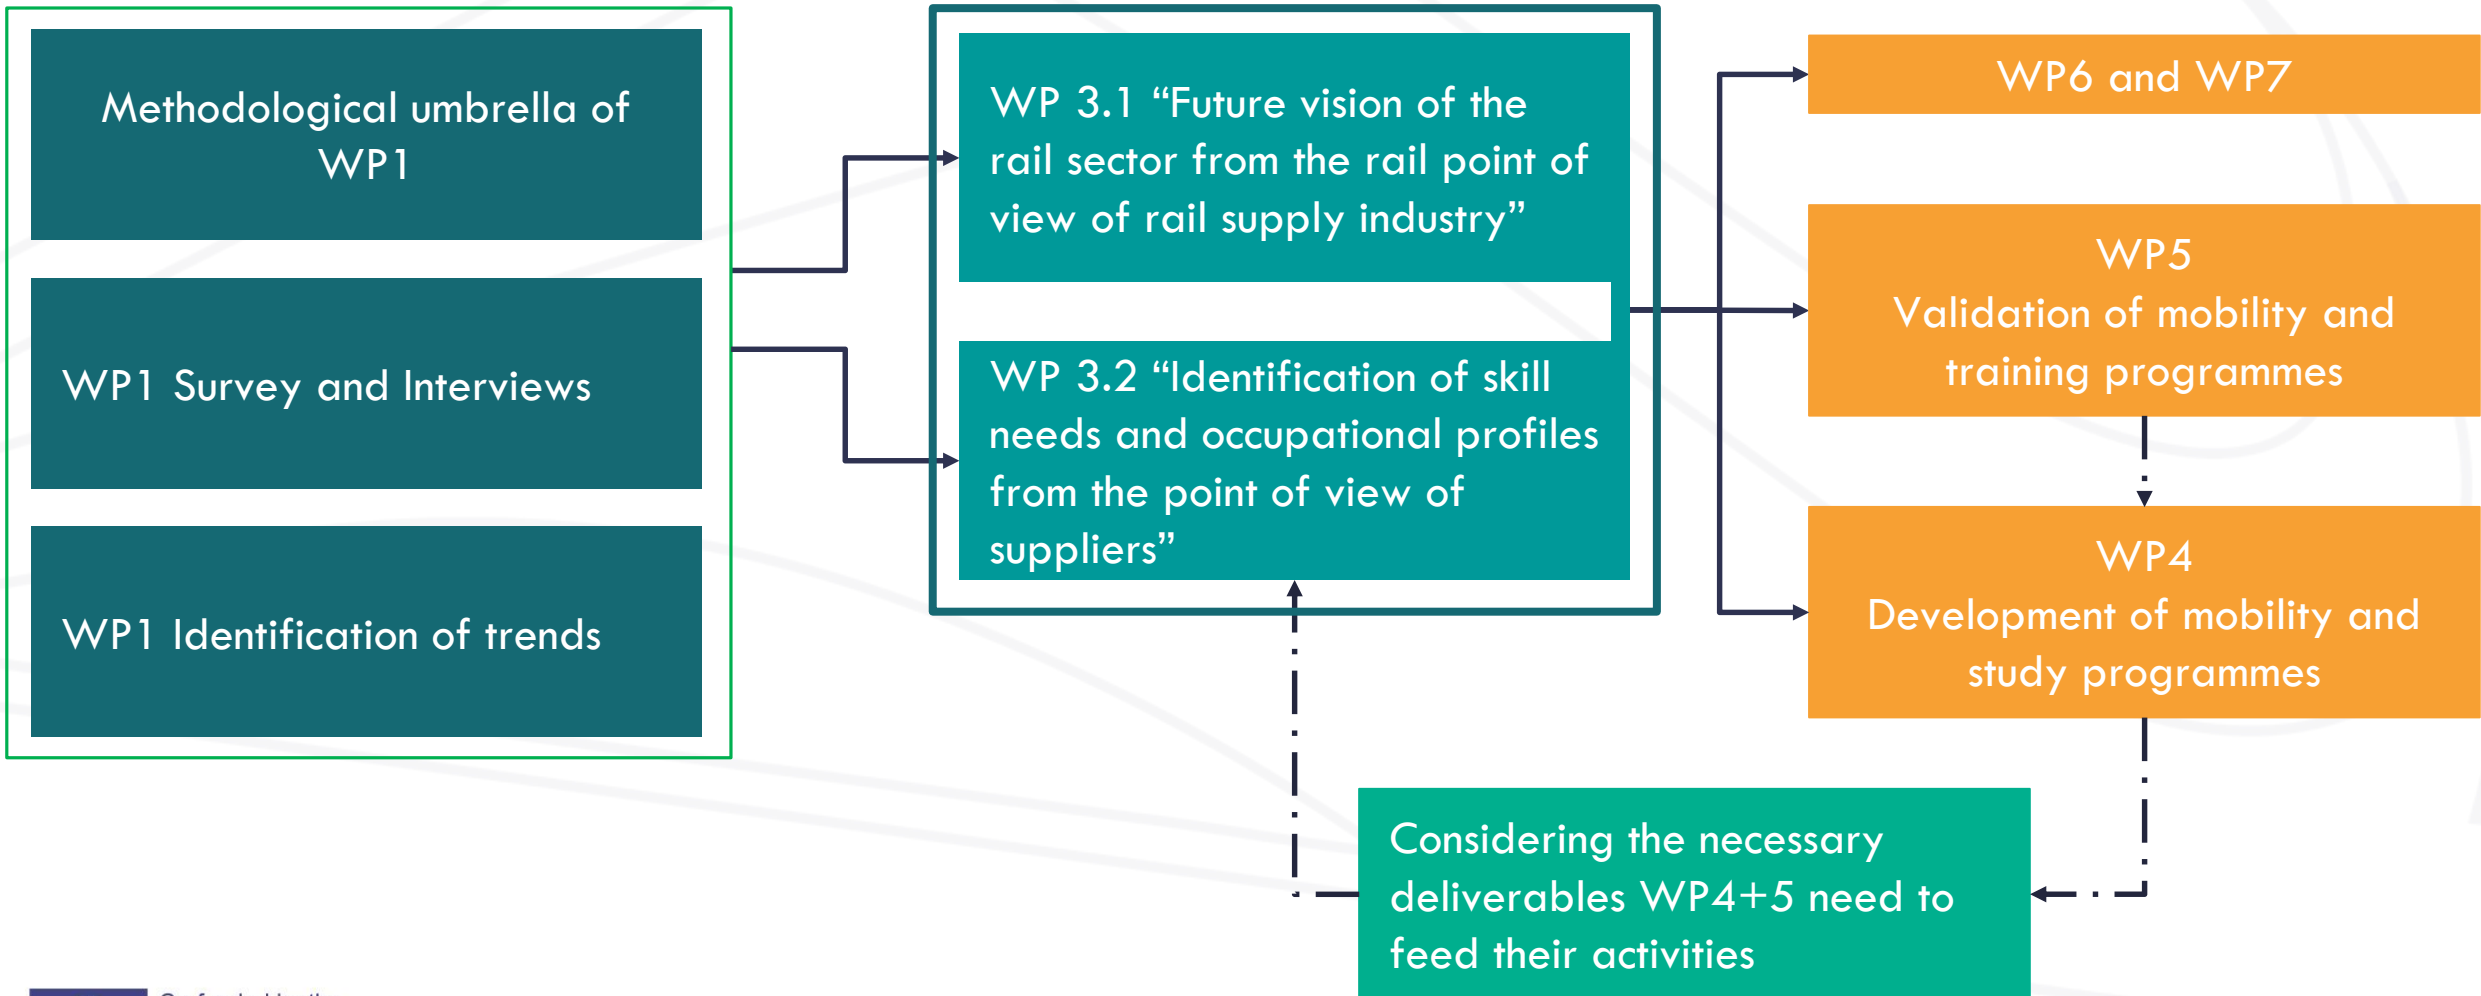 Methodological umbrella of
WP1
WP1 Survey and Interviews
WP1 Identification of trends
WP 3.1 “Future vision of the
rail sector from the rail point of
view of rail supply industry”
WP 3.2 “Identification of skill
needs and occupational profiles
from the point of view of
suppliers”
WP6 and WP7
WP5
Validation of mobility and
training programmes
WP4
Development of mobility and
study programmes
Considering the necessary
deliverables WP4+5 need to
feed their activities